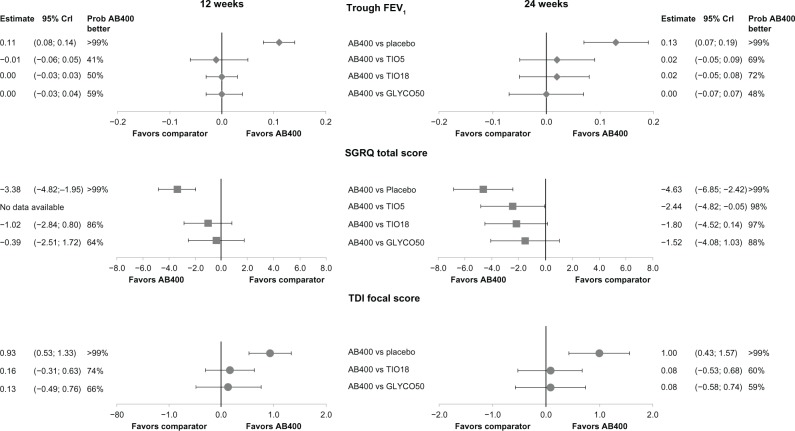 12 weeks Trough FEV1 24 weeks
Estimate 95% Crl Prob AB400 better Estimate 95% Crl Prob AB400 better
0.11 (0.08; 0.14) >99% AB400 vs placebo 0.13 (0.07; 0.19) >99%
−0.01 (−0.06; 0.05) 41% AB400 vs TIO5 0.02 (−0.05; 0.09) 69%
0.00 (−0.03; 0.03) 50% AB400 vs TIO18 0.02 (−0.05; 0.08) 72%
0.00 (−0.03; 0.04) 59% AB400 vs GLYCO50 0.00 (−0.07; 0.07) 48%
−0.2 −0.1 0.0 0.1 0.2 −0.2 −0.1 0.0 0.1 0.2
Favors comparator Favors AB400 Favors comparator Favors AB400
SGRQ total score
−3.38 (−4.82;−1.95) >99% AB400 vs Placebo −4.63 (−6.85; −2.42) >99%
No data available AB400 vs TIO5 −2.44 (−4.82; −0.05) 98%
−1.02 (−2.84; 0.80) 86% AB400 vs TIO18 −1.80 (−4.52; 0.14) 97%
−0.39 (−2.51; 1.72) 64% AB400 vs GLYCO50 −1.52 (−4.08; 1.03) 88%
−8.0 −6.0 −4.0 −2.0 0.0 2.0 4.0 6.0 8.0 −8.0 −6.0 −4.0 −2.0 0.0 2.0 4.0 6.0 8.0
Favors AB400 Favors comparator Favors AB400 Favors comparator
TDI focal score
0.93 (0.53; 1.33) >99% AB400 vs placebo 1.00 (0.43; 1.57) >99%
0.16 (−0.31; 0.63) 74% AB400 vs TIO18 0.08 (−0.53; 0.68) 60%
0.13 (−0.49; 0.76) 66% AB400 vs GLYCO50 0.08 (−0.58; 0.74) 59%
−80 −1.0 0.0 1.0 2.0 −2.0 −1.0 0.0 1.0 2.0
Favors comparator Favors AB400 Favors comparator Favors AB400